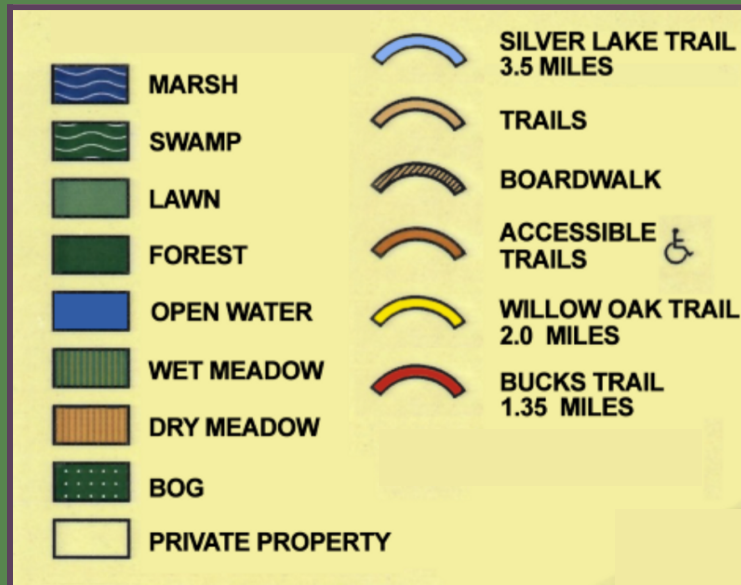 MARSH
SWAMP
LAWN
FOREST
OPEN WATER
WET MEADOW
DRY MEADOW
BOG
PRIVATE PROPERTY
SILVER LAKE TRAIL
3.5 MILES
TRAILS
BOARDWALK
ACCESSIBLE
TRAILS
WILLOW OAK TRAIL
2.0 MILES
BUCKS TRAIL
1.35 MILES